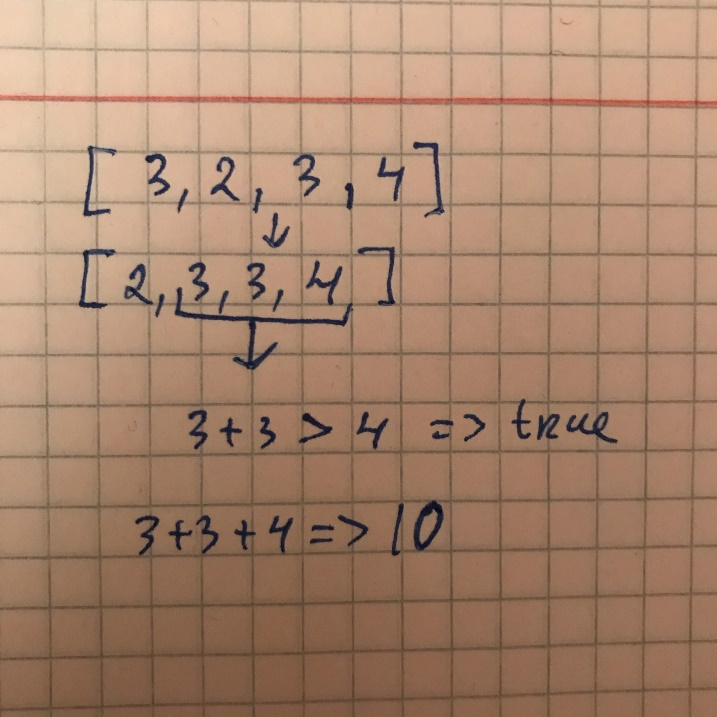 [ 3, 2, 3, 4 ]
↓
[ 2, 3, 3, 4, ]
↓
3 + 3 > 4 => true
3 + 3 + 4 => 10